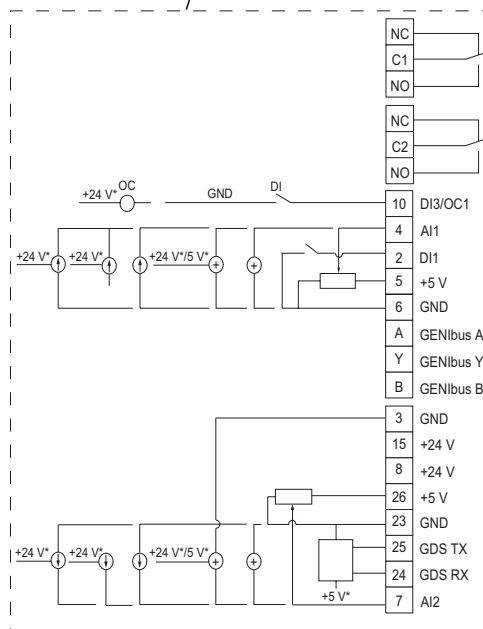 NC
C1
NO
NC
C2
NO
+24 V* OC GND DI 10 DI3/OC1
4 AI1
+24 V* +24 V* +24 V*/5 V* 2 DI1
5 +5 V
6 GND
A GENIbus A
Y GENIbus Y
B GENIbus B
3 GND
15 +24 V
8 +24 V
26 +5 V
23 GND
+24 V* +24 V* +24 V*/5 V* 25 GDS TX
24 GDS RX
+5 V* 7 AI2